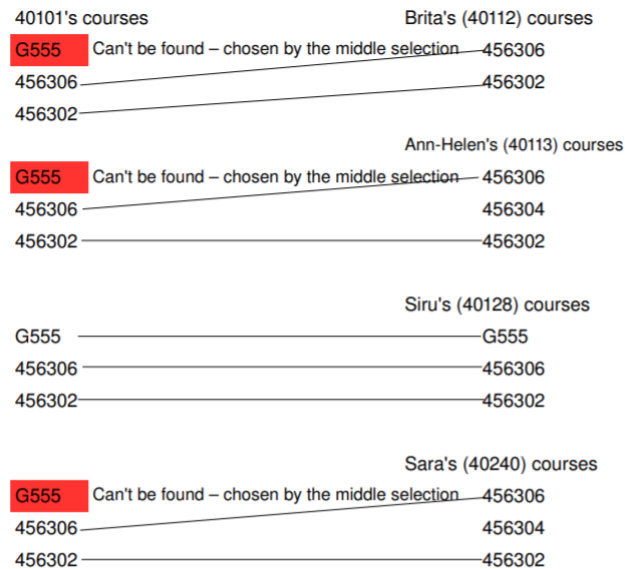 40101's courses Brita's (40112) courses
G555 Can't be found – chosen by the middle selection 456306
456306 456302
456302
Ann-Helen's (40113) courses
G555 Can't be found – chosen by the middle selection 456306
456306 456304
456302 456302
Siru's (40128) courses
G555 G555
456306 456306
456302 456302
Sara's (40240) courses
G555 Can't be found – chosen by the middle selection 456306
456306 456304
456302 456302